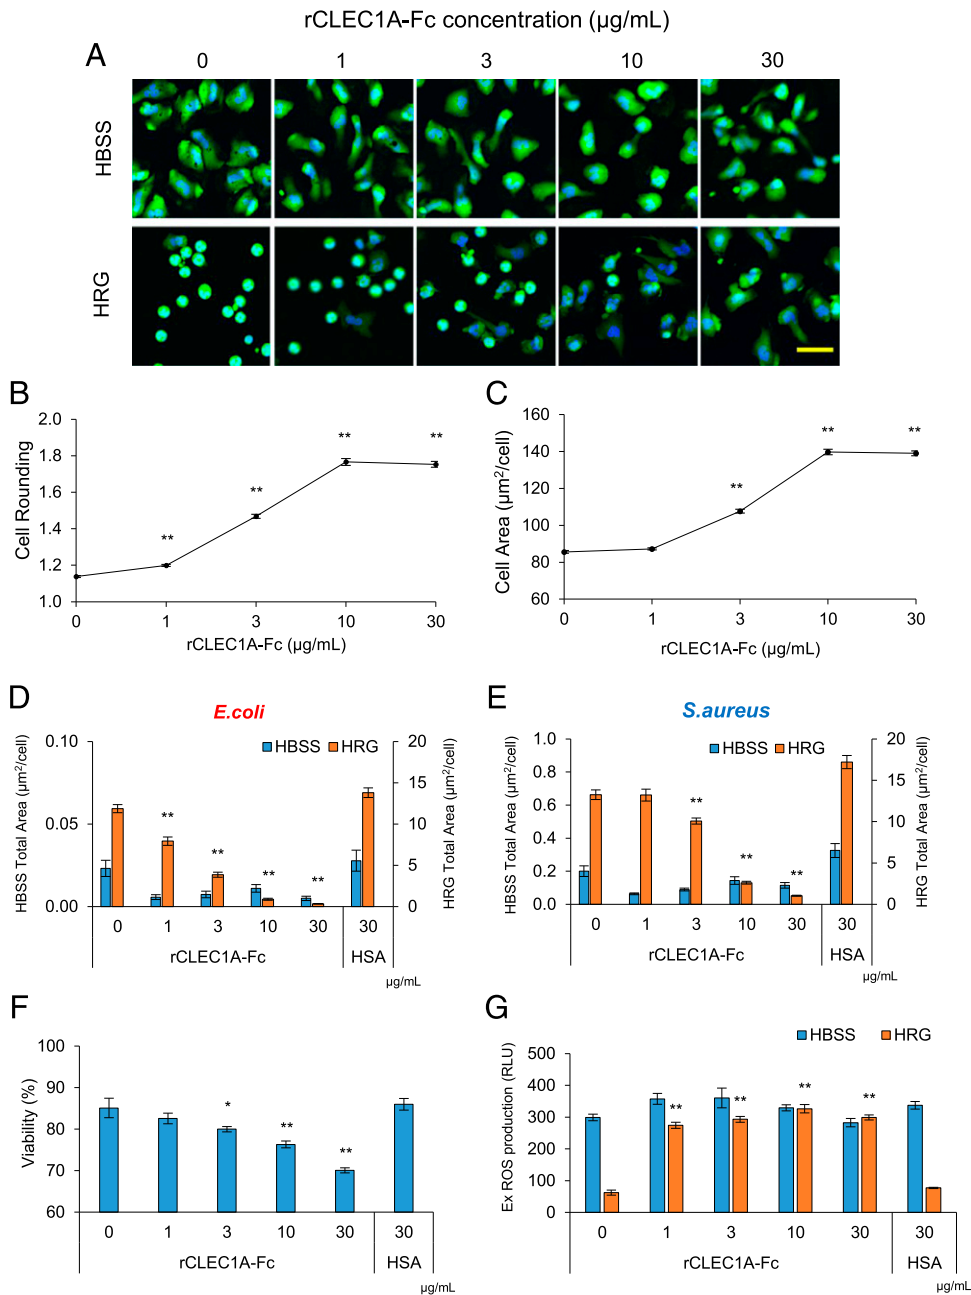 rCLEC1A-Fc concentration (µg/mL)
A
0 1 3 10 30
HBSS
HRG
B
Cell Rounding
2.0
1.8
1.6
1.4
1.2
1.0
** ** ** **
0 1 3 10 30
rCLEC1A-Fc (µg/mL)
C
Cell Area (µm²/cell)
160
140
120
100
80
60
** ** **
0 1 3 10 30
rCLEC1A-Fc (µg/mL)
D
E.coli
HBSS HRG
HBSS Total Area (µm²/cell)
0.10
0.05
0.00
HRG Total Area (µm²/cell)
20
15
10
5
0
** ** ** **
0 1 3 10 30 30
rCLEC1A-Fc HSA
µg/mL
E
S.aureus
HBSS HRG
HBSS Total Area (µm²/cell)
1.0
0.8
0.6
0.4
0.2
0.0
HRG Total Area (µm²/cell)
20
15
10
5
0
** ** **
0 1 3 10 30 30
rCLEC1A-Fc HSA
µg/mL
F
Viability (%)
100
90
80
70
60
* ** **
0 1 3 10 30 30
rCLEC1A-Fc HSA
µg/mL
G
HBSS HRG
Ex ROS production (RLU)
500
400
300
200
100
0
** ** ** **
0 1 3 10 30 30
rCLEC1A-Fc HSA
µg/mL